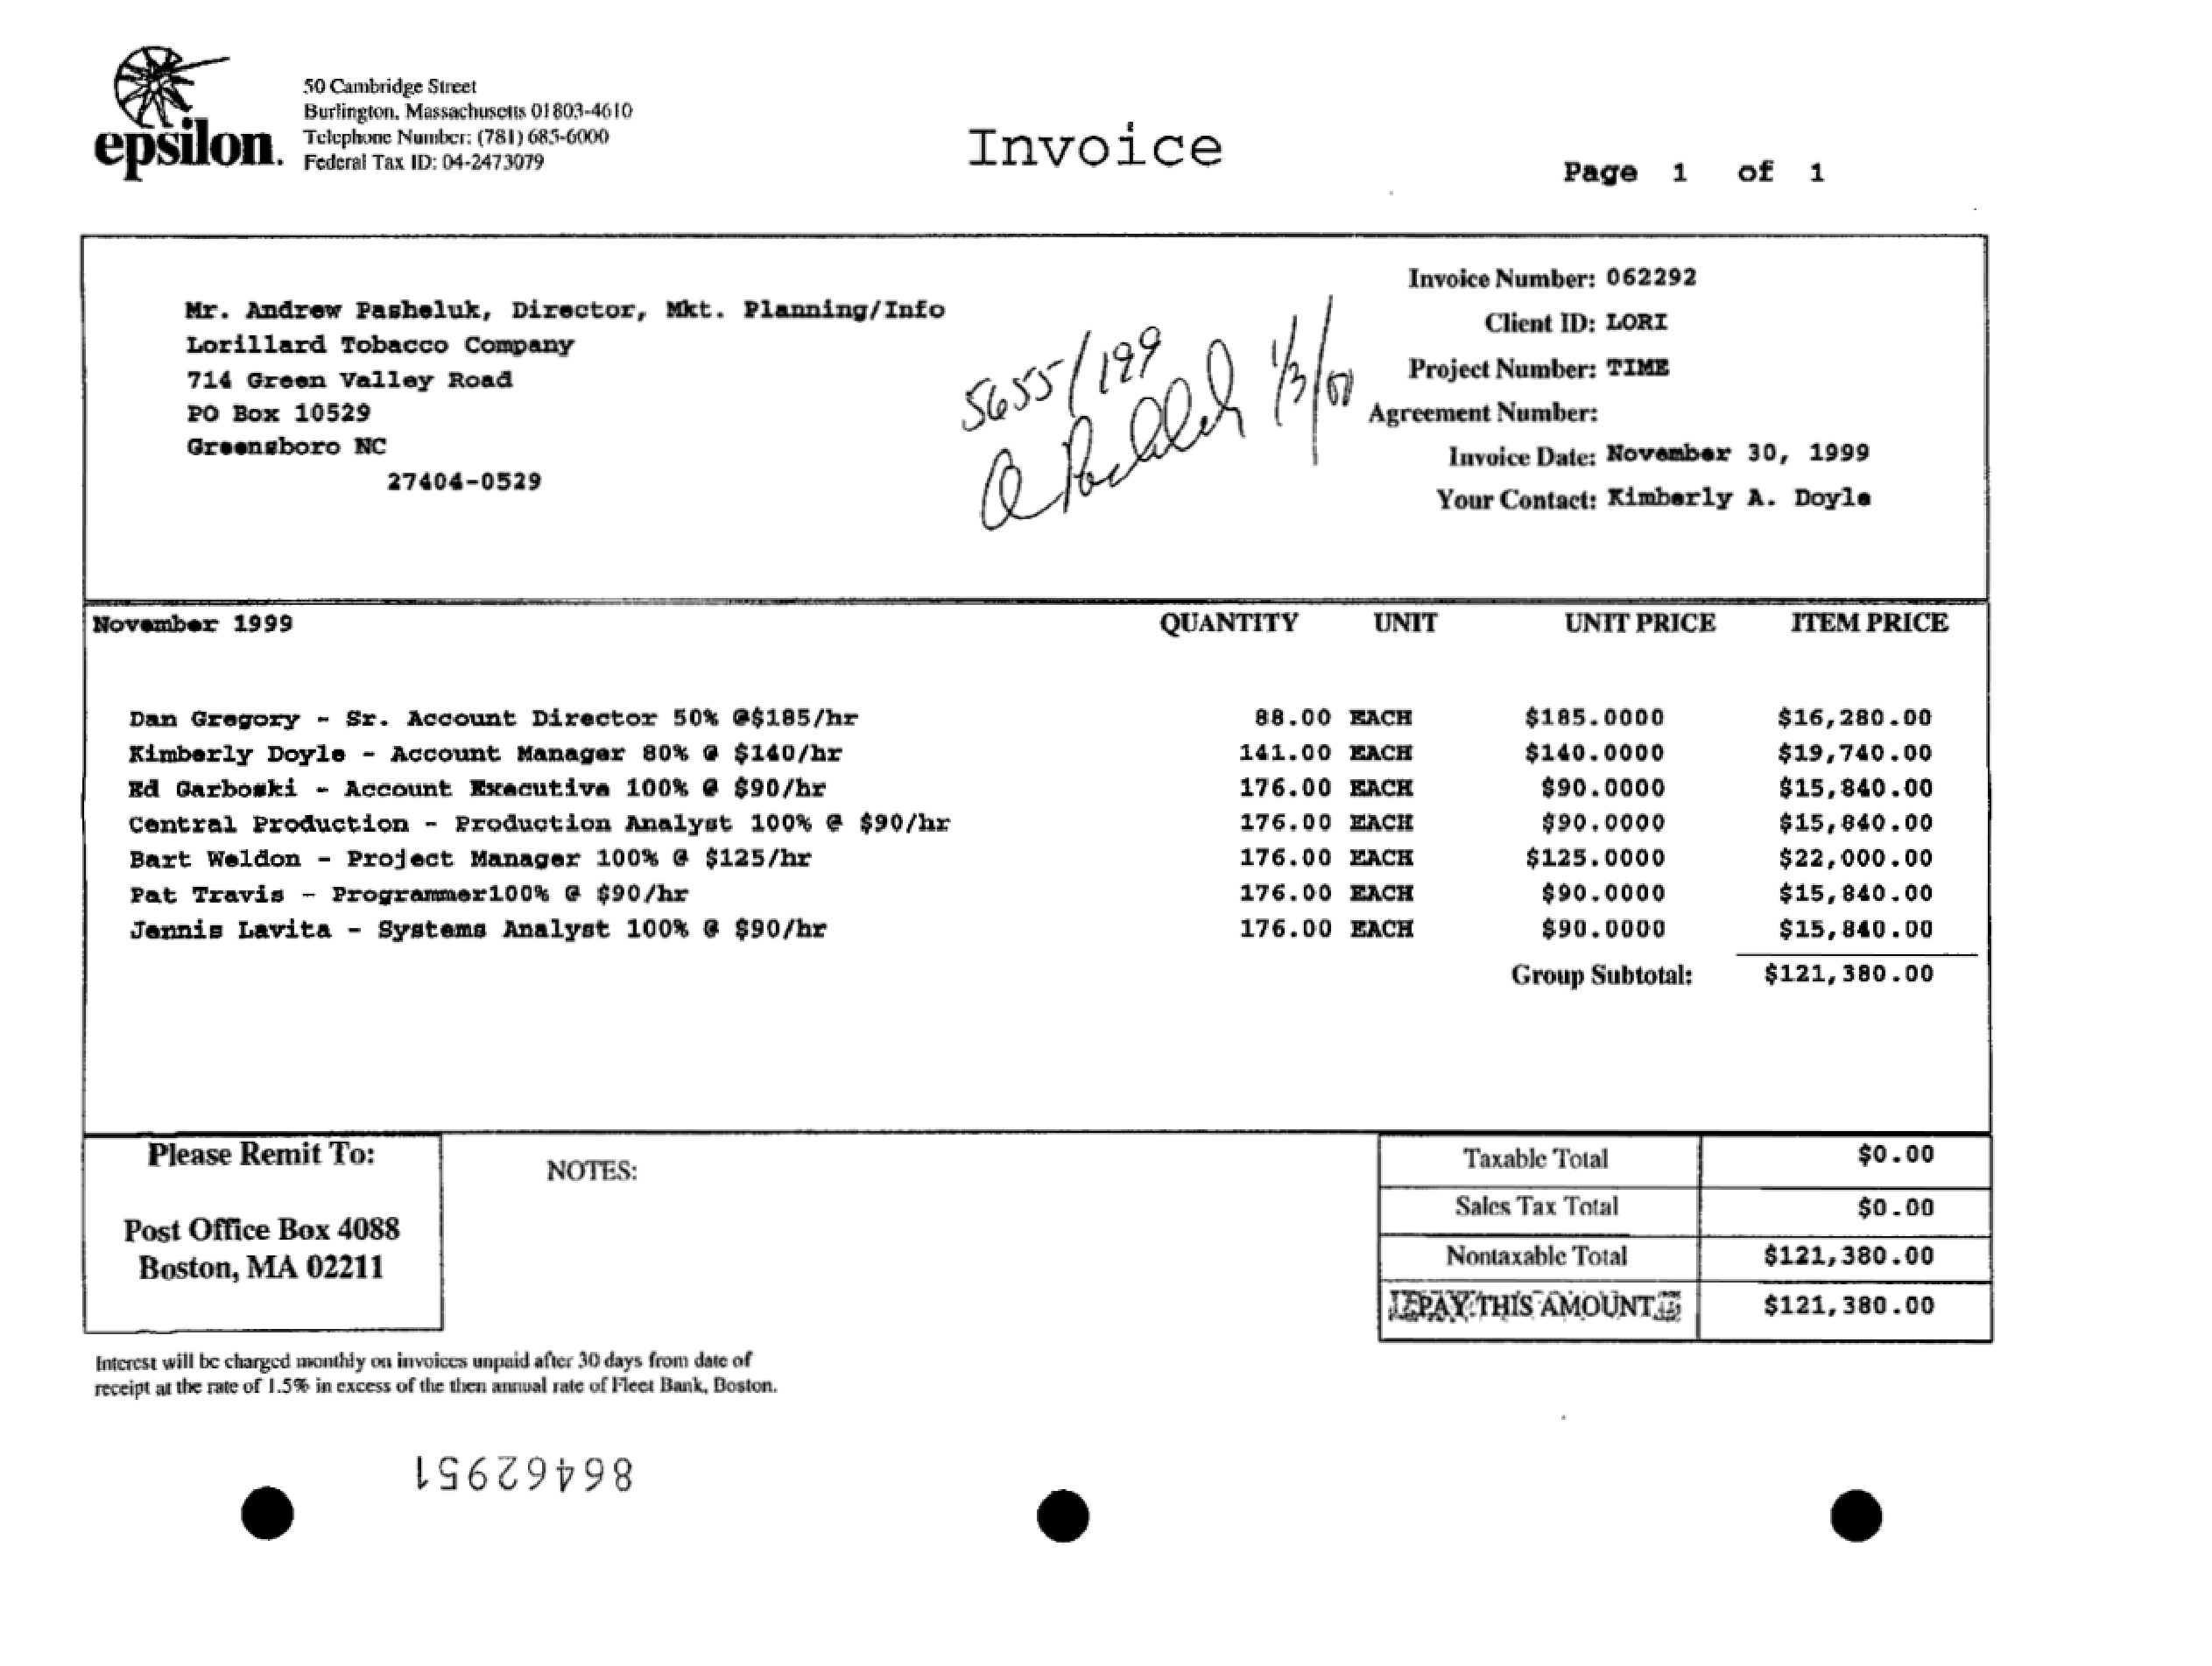 epsilon.
50 Cambridge Street
Burlington, Massachusetts 01803-4610
Telephone Number: (781) 685-6000
Federal Tax ID: 04-2473079
Invoice
Page 1 of 1
Mr. Andrew Pasheluk, Director, Mkt. Planning/Info
Lorillard Tobacco Company
714 Green Valley Road
PO Box 10529
Greensboro NC
27404-0529
5655/199
1/3/00
Invoice Number: 062292
Client ID: LORI
Project Number: TIME
Agreement Number:
Invoice Date: November 30, 1999
Your Contact: Kimberly A. Doyle
November 1999 QUANTITY UNIT UNIT PRICE ITEM PRICE
Dan Gregory - Sr. Account Director 50% @$185/hr 88.00 EACH $185.0000 $16,280.00
Kimberly Doyle - Account Manager 80% @ $140/hr 141.00 EACH $140.0000 $19,740.00
Ed Garboski - Account Executive 100% @ $90/hr 176.00 EACH $90.0000 $15,840.00
Central Production - Production Analyst 100% @ $90/hr 176.00 EACH $90.0000 $15,840.00
Bart Weldon - Project Manager 100% @ $125/hr 176.00 EACH $125.0000 $22,000.00
Pat Travis - Programmer100% @ $90/hr 176.00 EACH $90.0000 $15,840.00
Jennis Lavita - Systems Analyst 100% @ $90/hr 176.00 EACH $90.0000 $15,840.00
Group Subtotal: $121,380.00
Please Remit To:
Post Office Box 4088
Boston, MA 02211
NOTES:
Taxable Total $0.00
Sales Tax Total $0.00
Nontaxable Total $121,380.00
PAY THIS AMOUNT $121,380.00
Interest will be charged monthly on invoices unpaid after 30 days from date of
receipt at the rate of 1.5% in excess of the then annual rate of Fleet Bank, Boston.
86462951